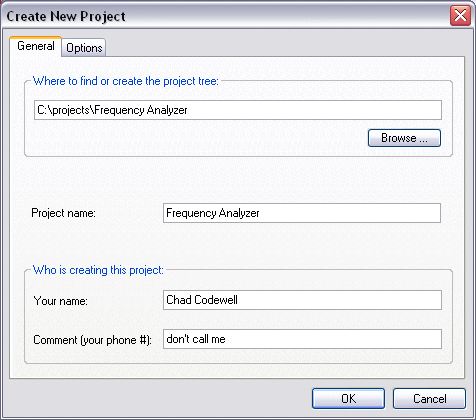 Create New Project
General Options
Where to find or create the project tree:
C:\projects\Frequency Analyzer
Browse ...
Project name: Frequency Analyzer
Who is creating this project:
Your name: Chad Codewell
Comment (your phone #): don't call me
OK Cancel